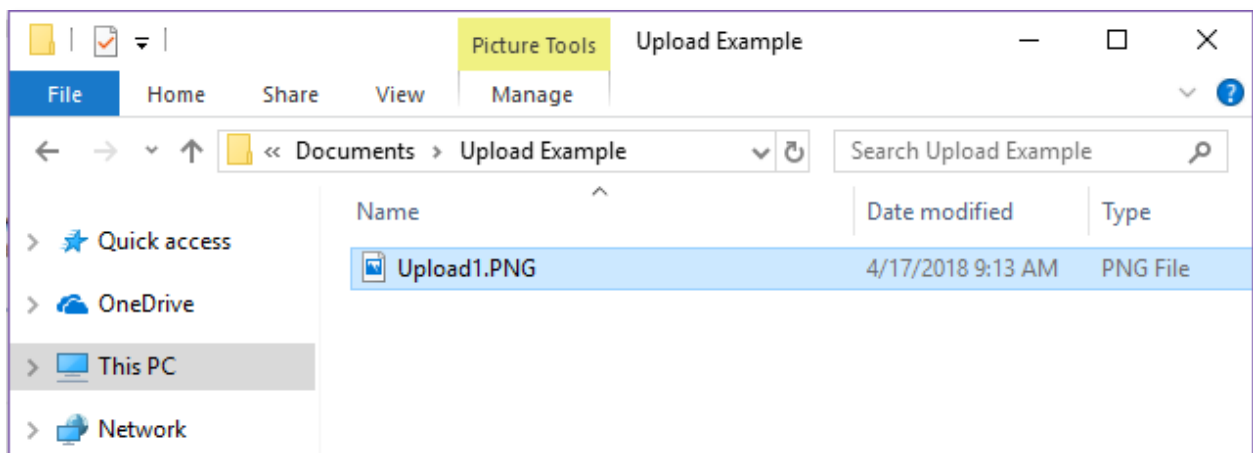 Picture Tools Upload Example
File Home Share View Manage
« Documents > Upload Example Search Upload Example
Name Date modified Type
Quick access
Upload1.PNG 4/17/2018 9:13 AM PNG File
OneDrive
This PC
Network